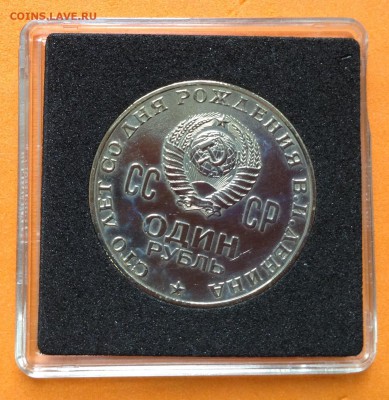 COINS.LAVE.RU
СТО ЛЕТ СО ДНЯ РОЖДЕНИЯ В.И.ЛЕНИНА
СС СР
ОДИН
РУБЛЬ